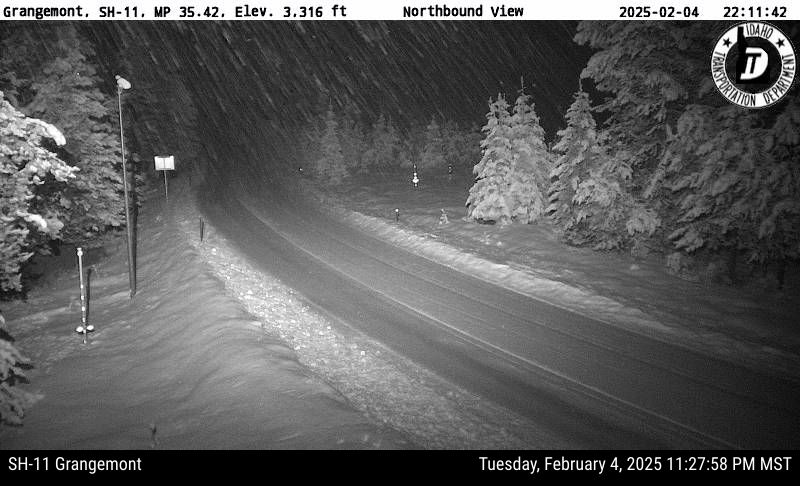 Grangemont, SH-11, MP 35.42, Elev. 3,316 ft Northbound View 2025-02-04 22:11:42
IDAHO
TRANSPORTATION DEPARTMENT
SH-11 Grangemont Tuesday, February 4, 2025 11:27:58 PM MST